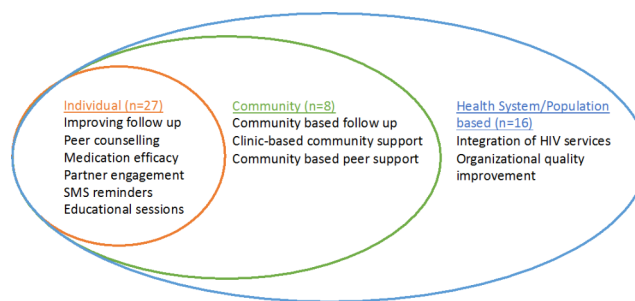 Individual (n=27)
Improving follow up
Peer counselling
Medication efficacy
Partner engagement
SMS reminders
Educational sessions
Community (n=8)
Community based follow up
Clinic-based community support
Community based peer support
Health System/Population
based (n=16)
Integration of HIV services
Organizational quality
improvement